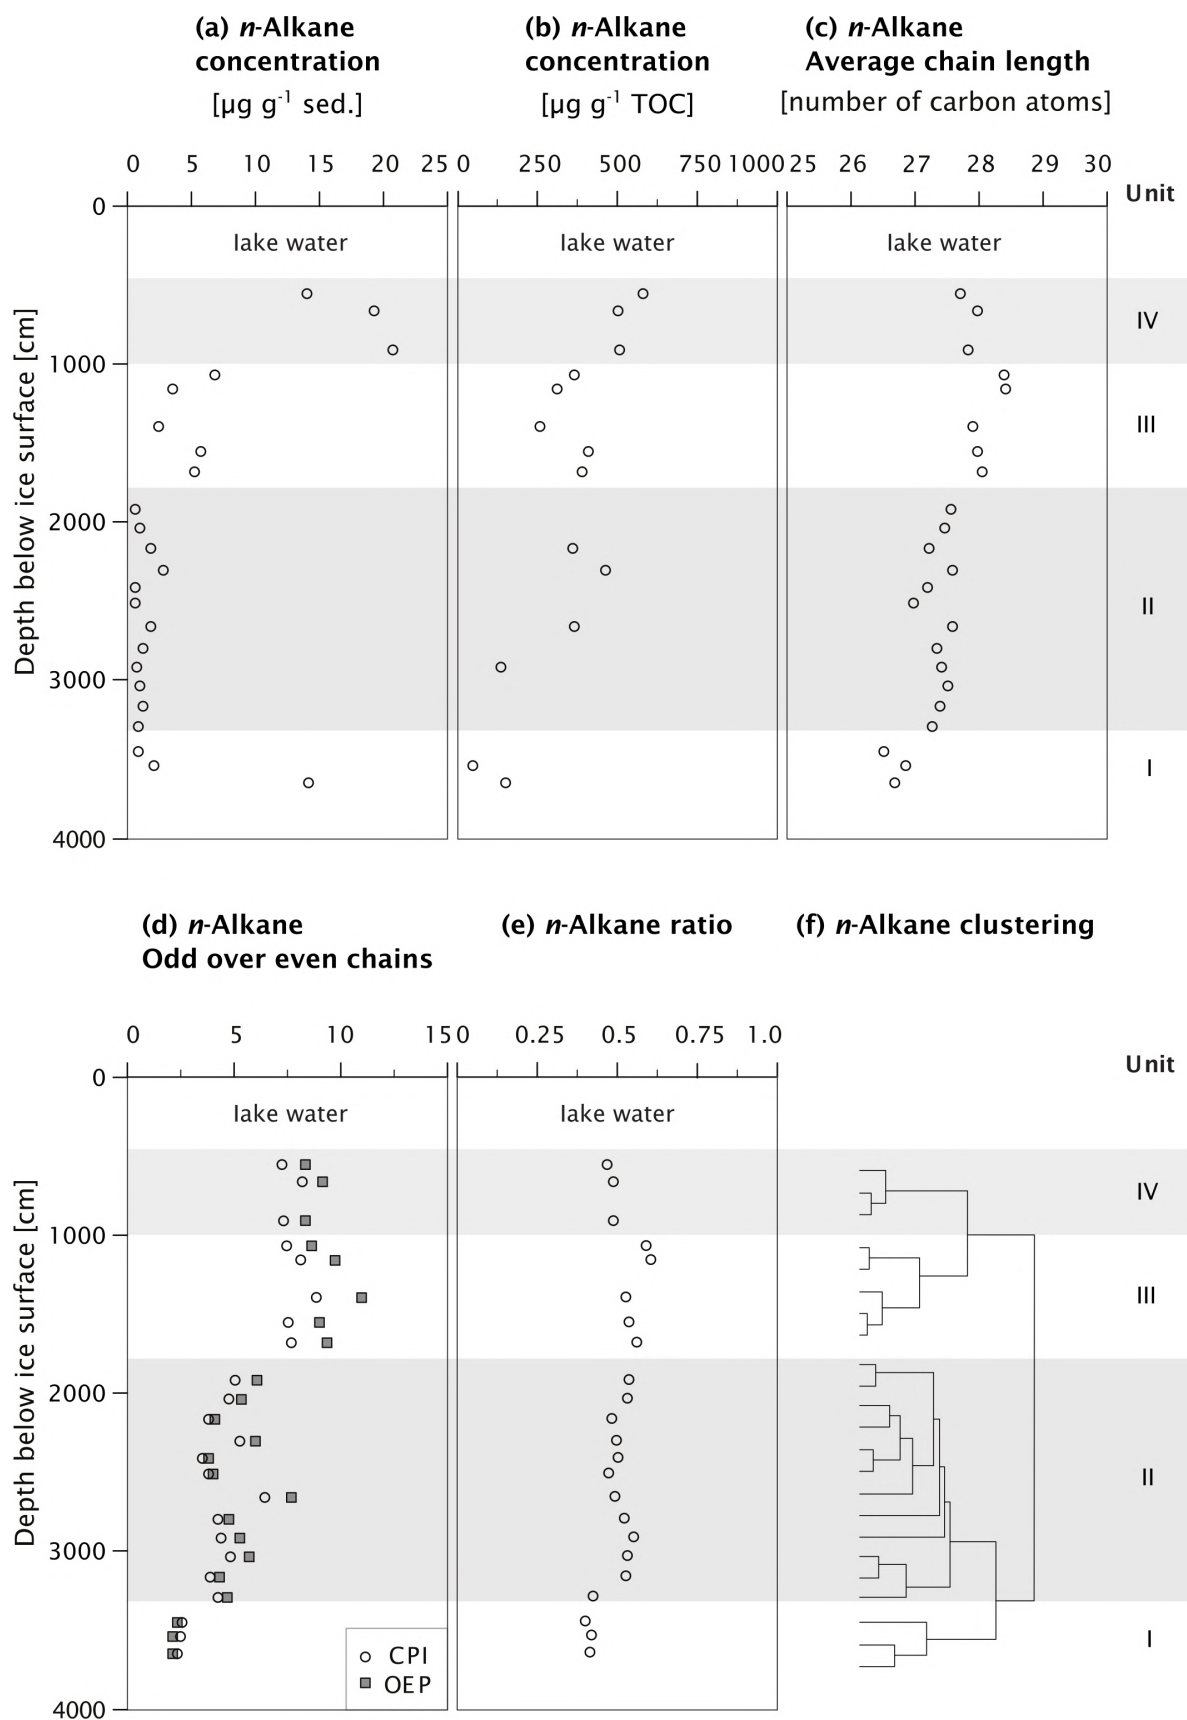 (a) n-Alkane concentration
[µg g-1 sed.]
(b) n-Alkane concentration
[µg g-1 TOC]
(c) n-Alkane Average chain length
[number of carbon atoms]
0 5 10 15 20 25
0 250 500 750 1000
25 26 27 28 29 30
Unit
0
lake water
lake water
lake water
IV
1000
III
2000
II
3000
I
4000
Depth below ice surface [cm]
(d) n-Alkane Odd over even chains
(e) n-Alkane ratio
(f) n-Alkane clustering
0 5 10 15
0 0.25 0.5 0.75 1.0
Unit
0
lake water
lake water
IV
1000
III
2000
II
3000
I
4000
Depth below ice surface [cm]
CPI
OEP